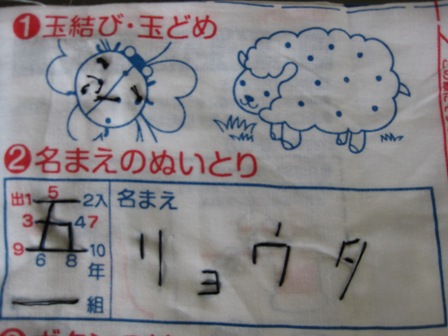 ❶玉結び・玉どめ
❷名まえのぬいとり
出1 5 2入 名まえ
3 五 4 7
9 6 8 10
年 リョウタ
一 組